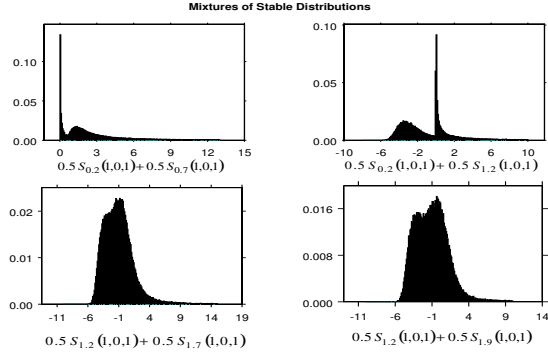 Mixtures of Stable Distributions
0.10
0.05
0.00
0 3 6 9 12 15
0.5 S0.2(1,0,1)+ 0.5 S0.7(1,0,1)
0.10
0.05
0.00
-10 -6 -2 2 6 10
0.5 S0.2(1,0,1)+ 0.5 S1.2(1,0,1)
0.02
0.01
0.00
-11 -6 -1 4 9 14 19
0.5 S1.2(1,0,1)+ 0.5 S1.7(1,0,1)
0.016
0.008
0.000
-11 -6 -1 4 9 14
0.5 S1.2(1,0,1)+ 0.5 S1.9(1,0,1)